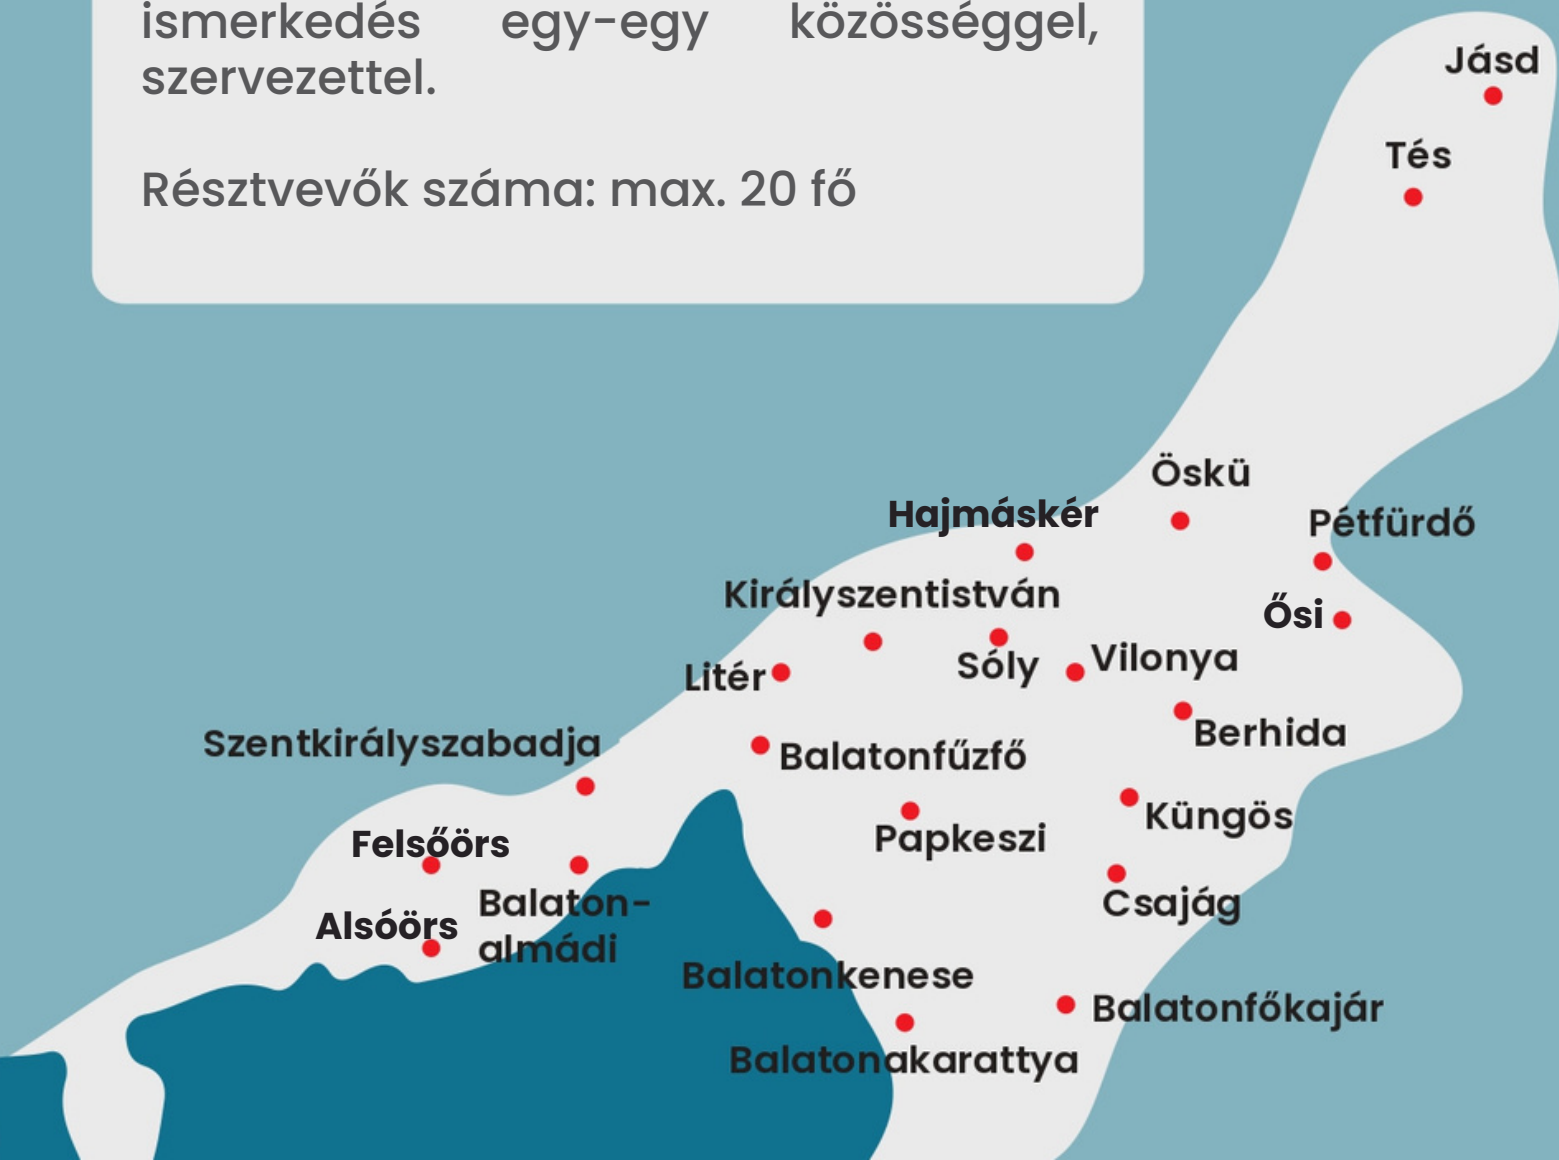 ismerkedés egy-egy közösséggel,
szervezettel.
Résztvevők száma: max. 20 fő
Jásd
Tés
Öskü
Hajmáskér
Pétfürdő
Királyszentistván
Ősi
Sóly
Vilonya
Litér
Berhida
Szentkirályszabadja
Balatonfűzfő
Küngös
Papkeszi
Felsőörs
Csajág
Balaton-
almádi
Alsóörs
Balatonkenese
Balatonfőkajár
Balatonakarattya